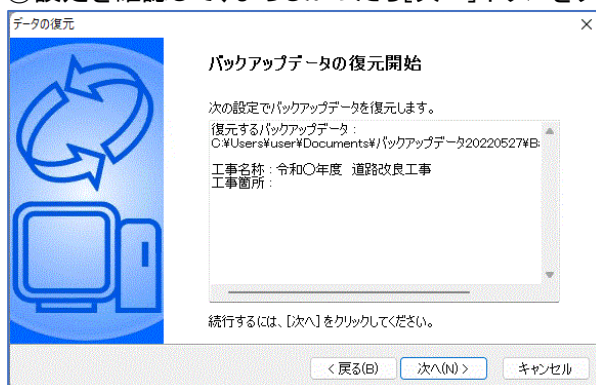 データの復元
バックアップデータの復元開始
次の設定でバックアップデータを復元します。
復元するバックアップデータ :
C:¥Users¥user¥Documents¥バックアップデータ20220527¥B
工事名称 : 令和〇年度 道路改良工事
工事箇所 :
続行するには、[次へ] をクリックしてください。
< 戻る(B)
次へ(N) >
キャンセル